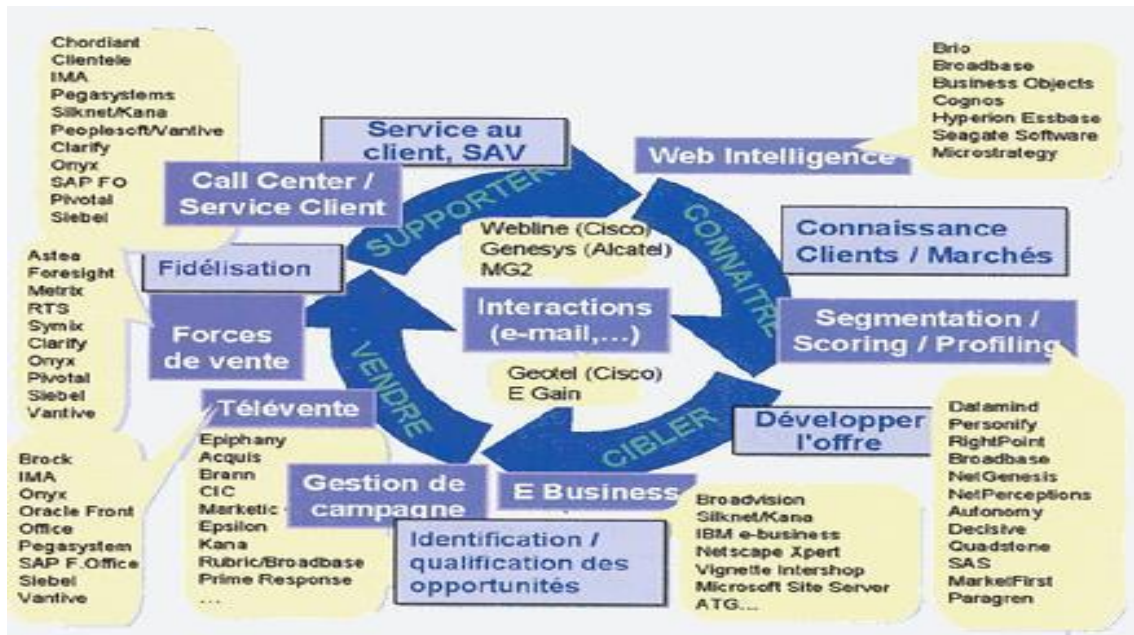 Chordiant
Clientele
IMA
Pegasystems
Silknet/Kana
Peoplesoft/Vantive
Clarify
Onyx
SAP FO
Pivotal
Siebel
Service au
client, SAV
Call Center /
Service Client
SUPPORTER
Web Intelligence
Brio
Broadbase
Business Objects
Cognos
Hyperion Essbase
Seagate Software
Microstrategy
CONNAITRE
Connaissance
Clients / Marchés
Webline (Cisco)
Genesys (Alcatel)
MG2
Interactions
(e-mail,...)
Geotel (Cisco)
E Gain
Fidélisation
Astea
Foresight
Metrix
RTS
Symix
Clarify
Onyx
Pivotal
Siebel
Vantive
Forces
de vente
VENDRE
Segmentation /
Scoring / Profiling
Datamind
Personify
RightPoint
Broadbase
NetGenesis
NetPerceptions
Autonomy
Decisive
Quadstone
SAS
MarketFirst
Paragren
Développer
l'offre
CIBLER
Télévente
Brock
IMA
Onyx
Oracle Front
Office
Pegasystem
SAP F.Office
Siebel
Vantive
Epiphany
Acquis
Brann
CIC
Marketic
Epsilon
Kana
Rubric/Broadbase
Prime Response
...
Gestion de
campagne
E Business
Identification /
qualification des
opportunités
Broadvision
Silknet/Kana
IBM e-business
Netscape Xpert
Vignette Intershop
Microsoft Site Server
ATG...